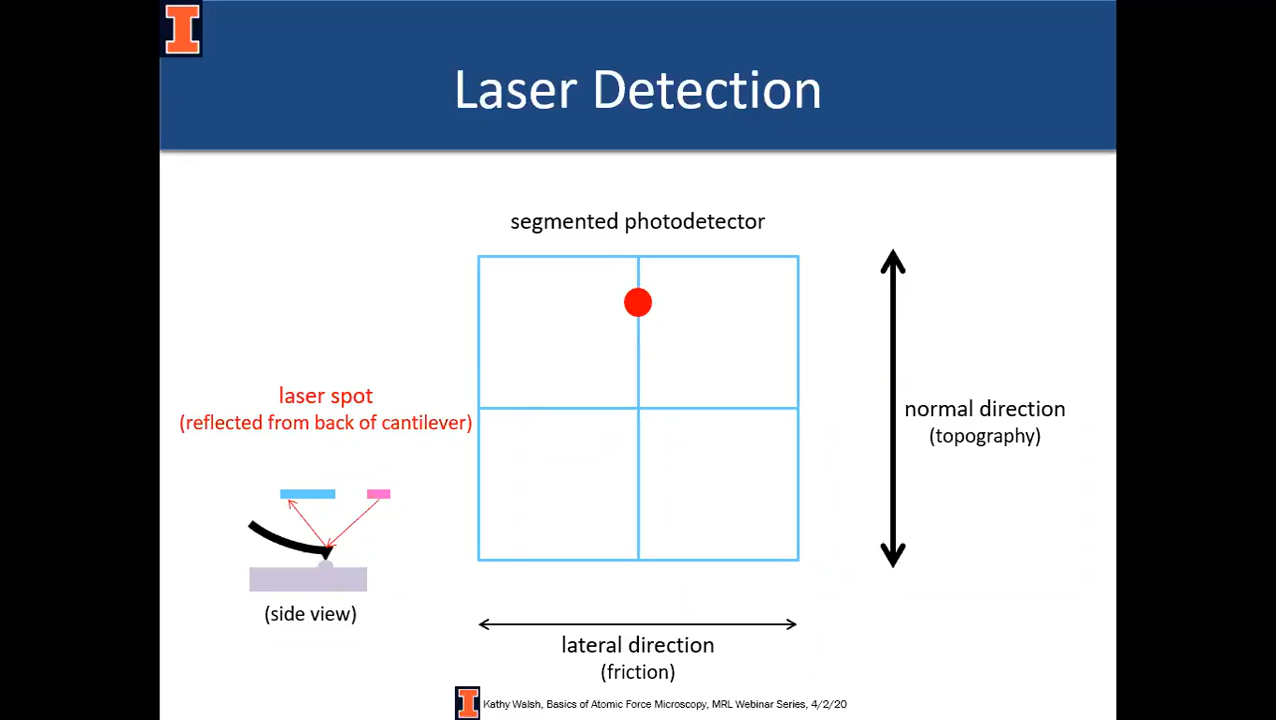 Laser Detection
segmented photodetector
laser spot
(reflected from back of cantilever)
normal direction
(topography)
(side view)
lateral direction
(friction)
Kathy Walsh, Basics of Atomic Force Microscopy, MRL Webinar Series, 4/2/20